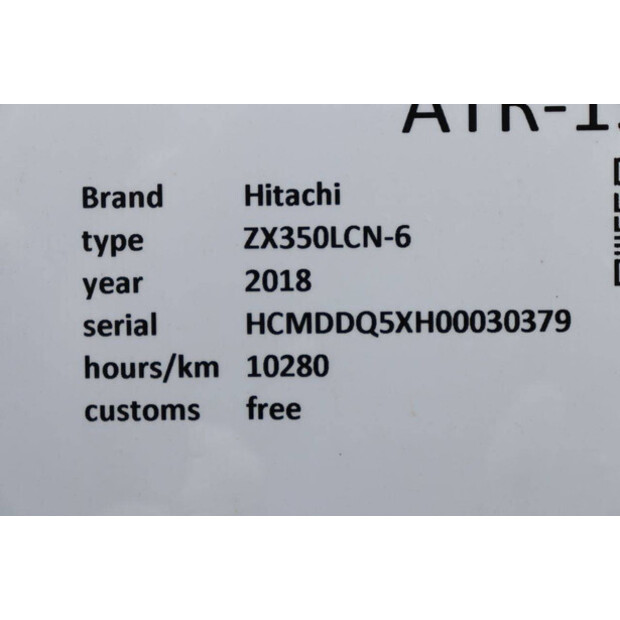 Brand Hitachi
type ZX350LCN-6
year 2018
serial HCMDDQ5XH00030379
hours/km 10280
customs free